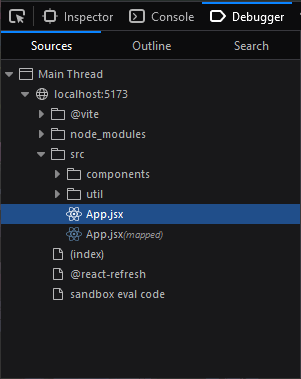 Inspector Console Debugger
Sources Outline Search
Main Thread
localhost:5173
@vite
node_modules
src
components
util
App.jsx
App.jsx(mapped)
(index)
@react-refresh
sandbox eval code